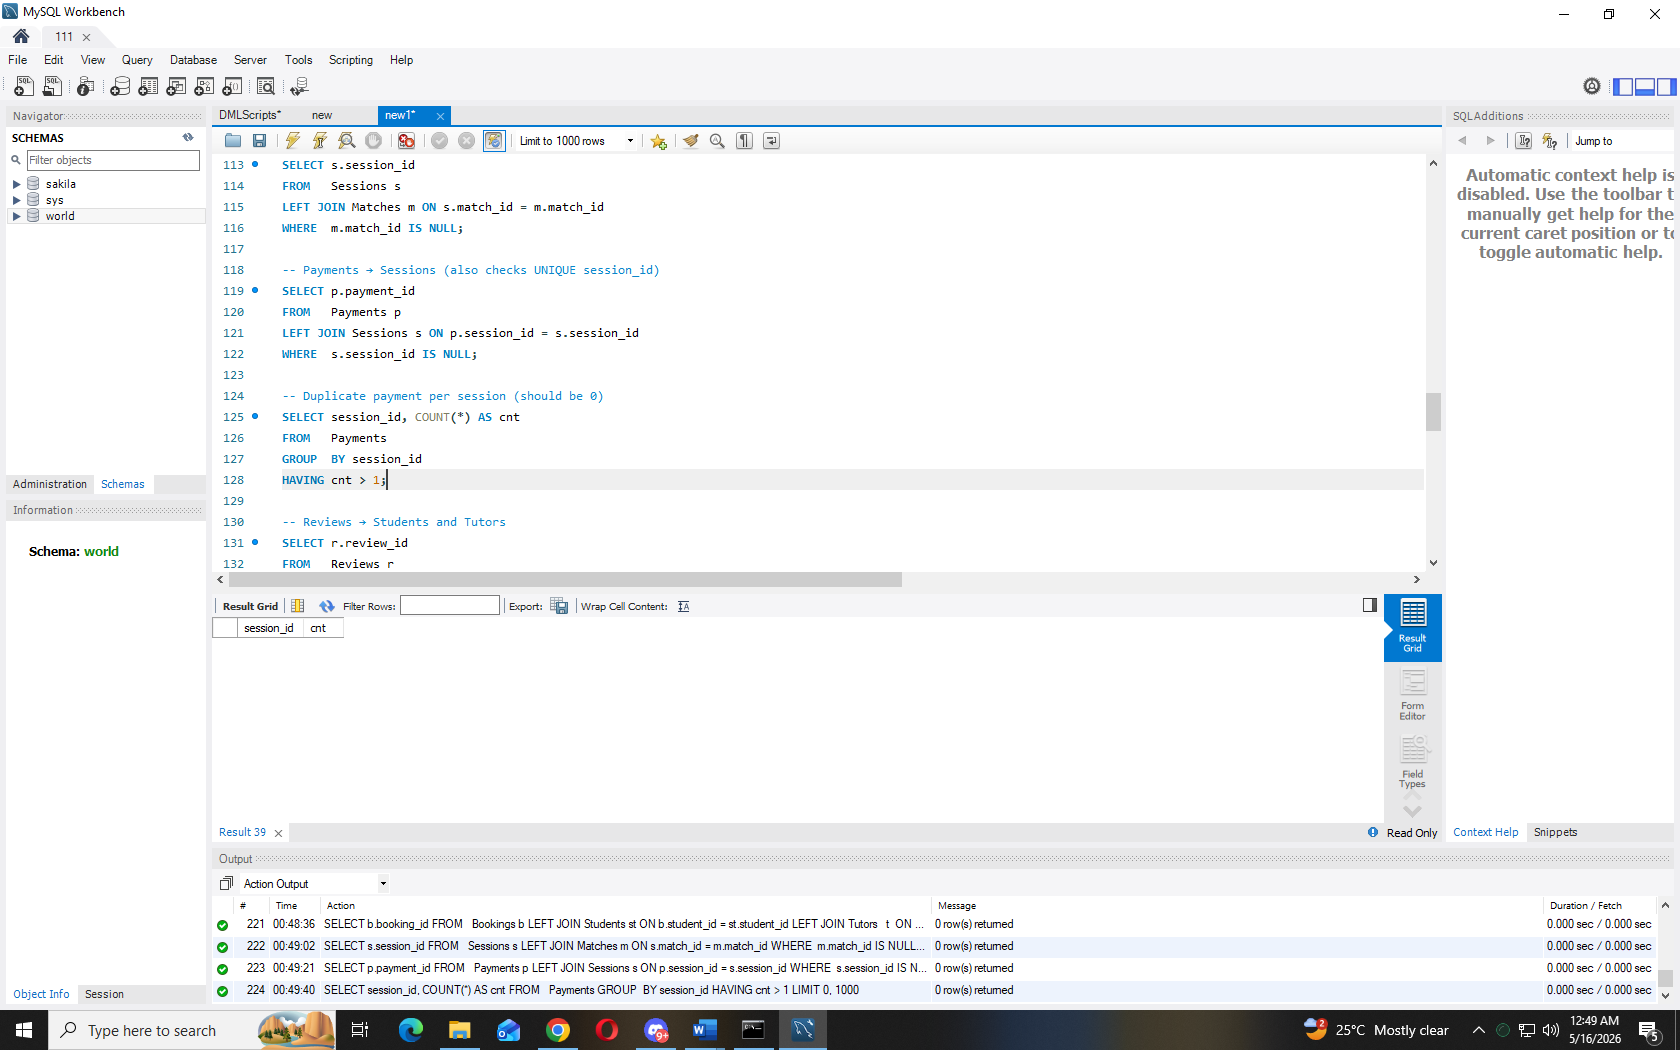 MySQL Workbench
111
File Edit View Query Database Server Tools Scripting Help
Navigator
SCHEMAS
Filter objects
sakila
sys
world
Administration Schemas
Information
Schema: world
Object Info Session
DMLScripts* new new1*
Limit to 1000 rows
113 SELECT s.session_id
114 FROM Sessions s
115 LEFT JOIN Matches m ON s.match_id = m.match_id
116 WHERE m.match_id IS NULL;
117
118 -- Payments → Sessions (also checks UNIQUE session_id)
119 SELECT p.payment_id
120 FROM Payments p
121 LEFT JOIN Sessions s ON p.session_id = s.session_id
122 WHERE s.session_id IS NULL;
123
124 -- Duplicate payment per session (should be 0)
125 SELECT session_id, COUNT(*) AS cnt
126 FROM Payments
127 GROUP BY session_id
128 HAVING cnt > 1;
129
130 -- Reviews → Students and Tutors
131 SELECT r.review_id
132 FROM Reviews r
Result Grid Filter Rows: Export: Wrap Cell Content:
session_id cnt
Result
Grid
Form
Editor
Field
Types
Result 39 Read Only
SQLAdditions
Jump to
Automatic context help is
disabled. Use the toolbar t
manually get help for the
current caret position or to
toggle automatic help.
Context Help Snippets
Output
Action Output
# Time Action Message Duration / Fetch
221 00:48:36 SELECT b.booking_id FROM Bookings b LEFT JOIN Students st ON b.student_id = st.student_id LEFT JOIN Tutors t ON ... 0 row(s) returned 0.000 sec / 0.000 sec
222 00:49:02 SELECT s.session_id FROM Sessions s LEFT JOIN Matches m ON s.match_id = m.match_id WHERE m.match_id IS NULL... 0 row(s) returned 0.000 sec / 0.000 sec
223 00:49:21 SELECT p.payment_id FROM Payments p LEFT JOIN Sessions s ON p.session_id = s.session_id WHERE s.session_id IS N... 0 row(s) returned 0.000 sec / 0.000 sec
224 00:49:40 SELECT session_id, COUNT(*) AS cnt FROM Payments GROUP BY session_id HAVING cnt > 1 LIMIT 0, 1000 0 row(s) returned 0.000 sec / 0.000 sec
Type here to search
9+
2
25°C Mostly clear
12:49 AM
5/16/2026
5